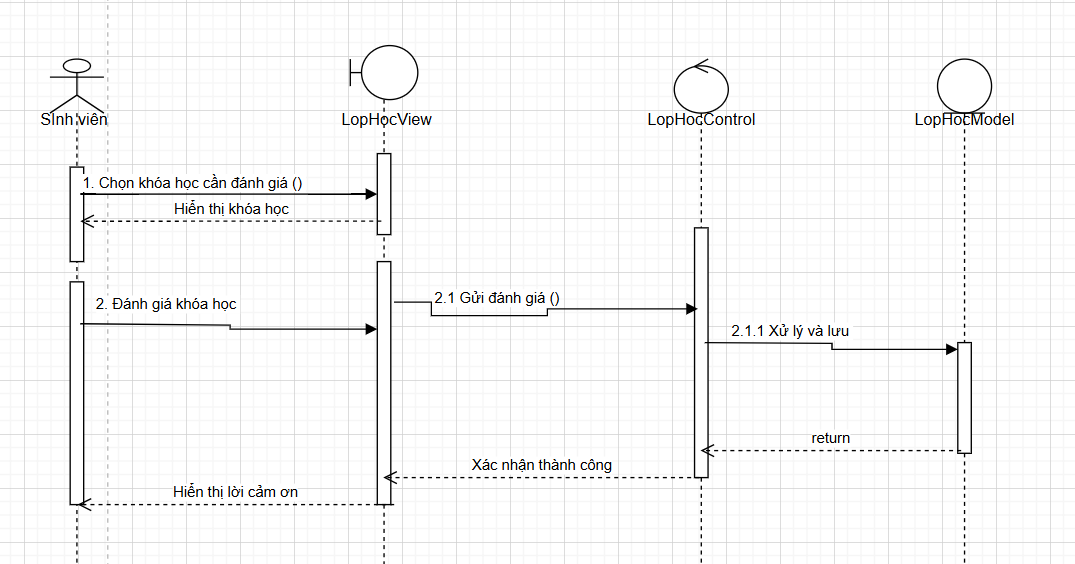 Sinh viên
LopHocView
LopHocControl
LopHocModel
1. Chọn khóa học cần đánh giá ()
Hiển thị khóa học
2. Đánh giá khóa học
2.1 Gửi đánh giá ()
2.1.1 Xử lý và lưu
return
Xác nhận thành công
Hiển thị lời cảm ơn